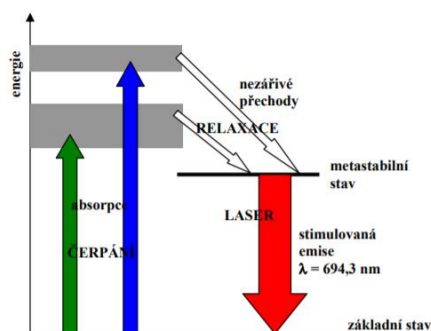 energie
nezářivé
přechody
RELAXACE
metastabilní
stav
absorpce
LASER
ČERPÁNÍ
stimulovaná
emise
λ = 694,3 nm
základní stav